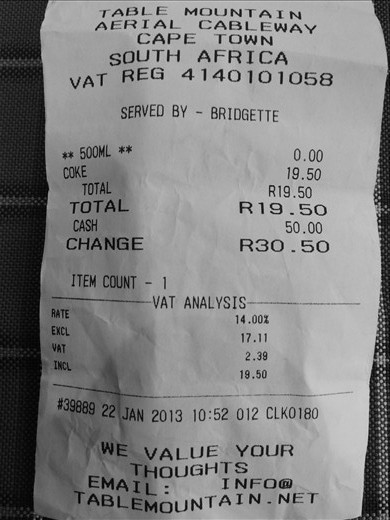 TABLE MOUNTAIN
AERIAL CABLEWAY
CAPE TOWN
SOUTH AFRICA
VAT REG 4140101058
SERVED BY - BRIDGETTE
** 500ML ** 0.00
COKE 19.50
TOTAL R19.50
TOTAL R19.50
CASH 50.00
CHANGE R30.50
ITEM COUNT - 1
VAT ANALYSIS
RATE 14.00%
EXCL 17.11
VAT 2.39
INCL 19.50
#39889 22 JAN 2013 10:52 012 CLK0180
WE VALUE YOUR
THOUGHTS
EMAIL: INFO@
TABLEMOUNTAIN.NET